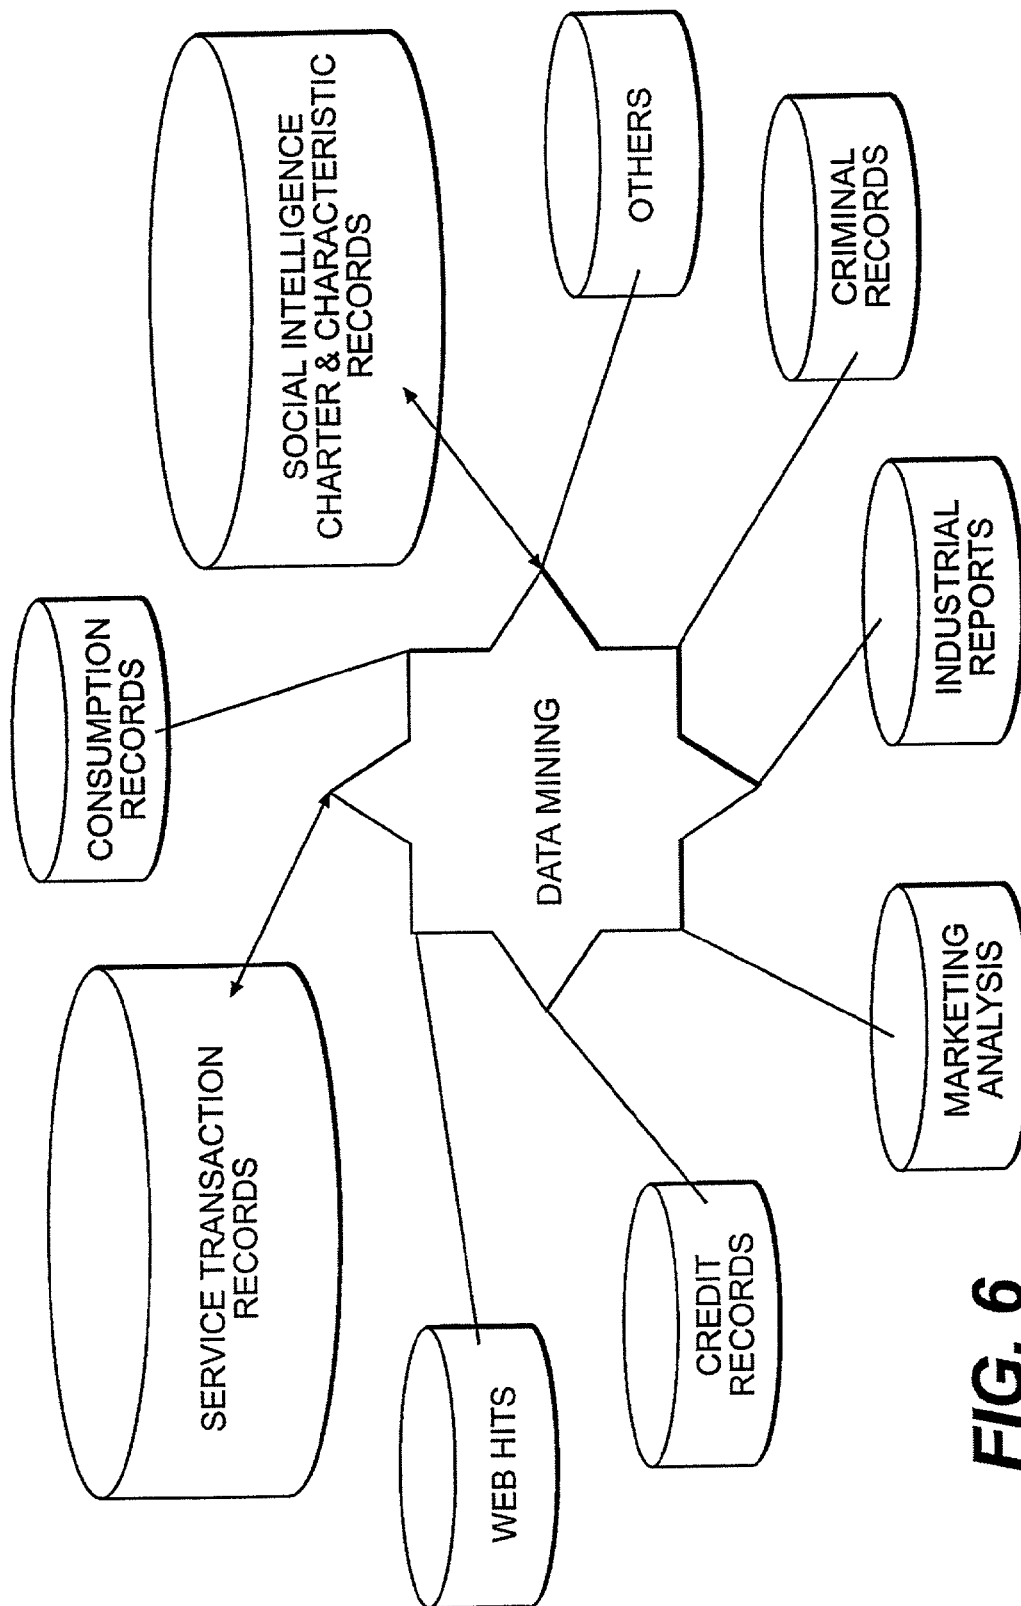 CONSUMPTION
RECORDS
SERVICE TRANSACTION
RECORDS
SOCIAL INTELLIGENCE
CHARTER & CHARACTERISTIC
RECORDS
WEB HITS
DATA MINING
OTHERS
CREDIT
RECORDS
CRIMINAL
RECORDS
MARKETING
ANALYSIS
INDUSTRIAL
REPORTS
FIG. 6